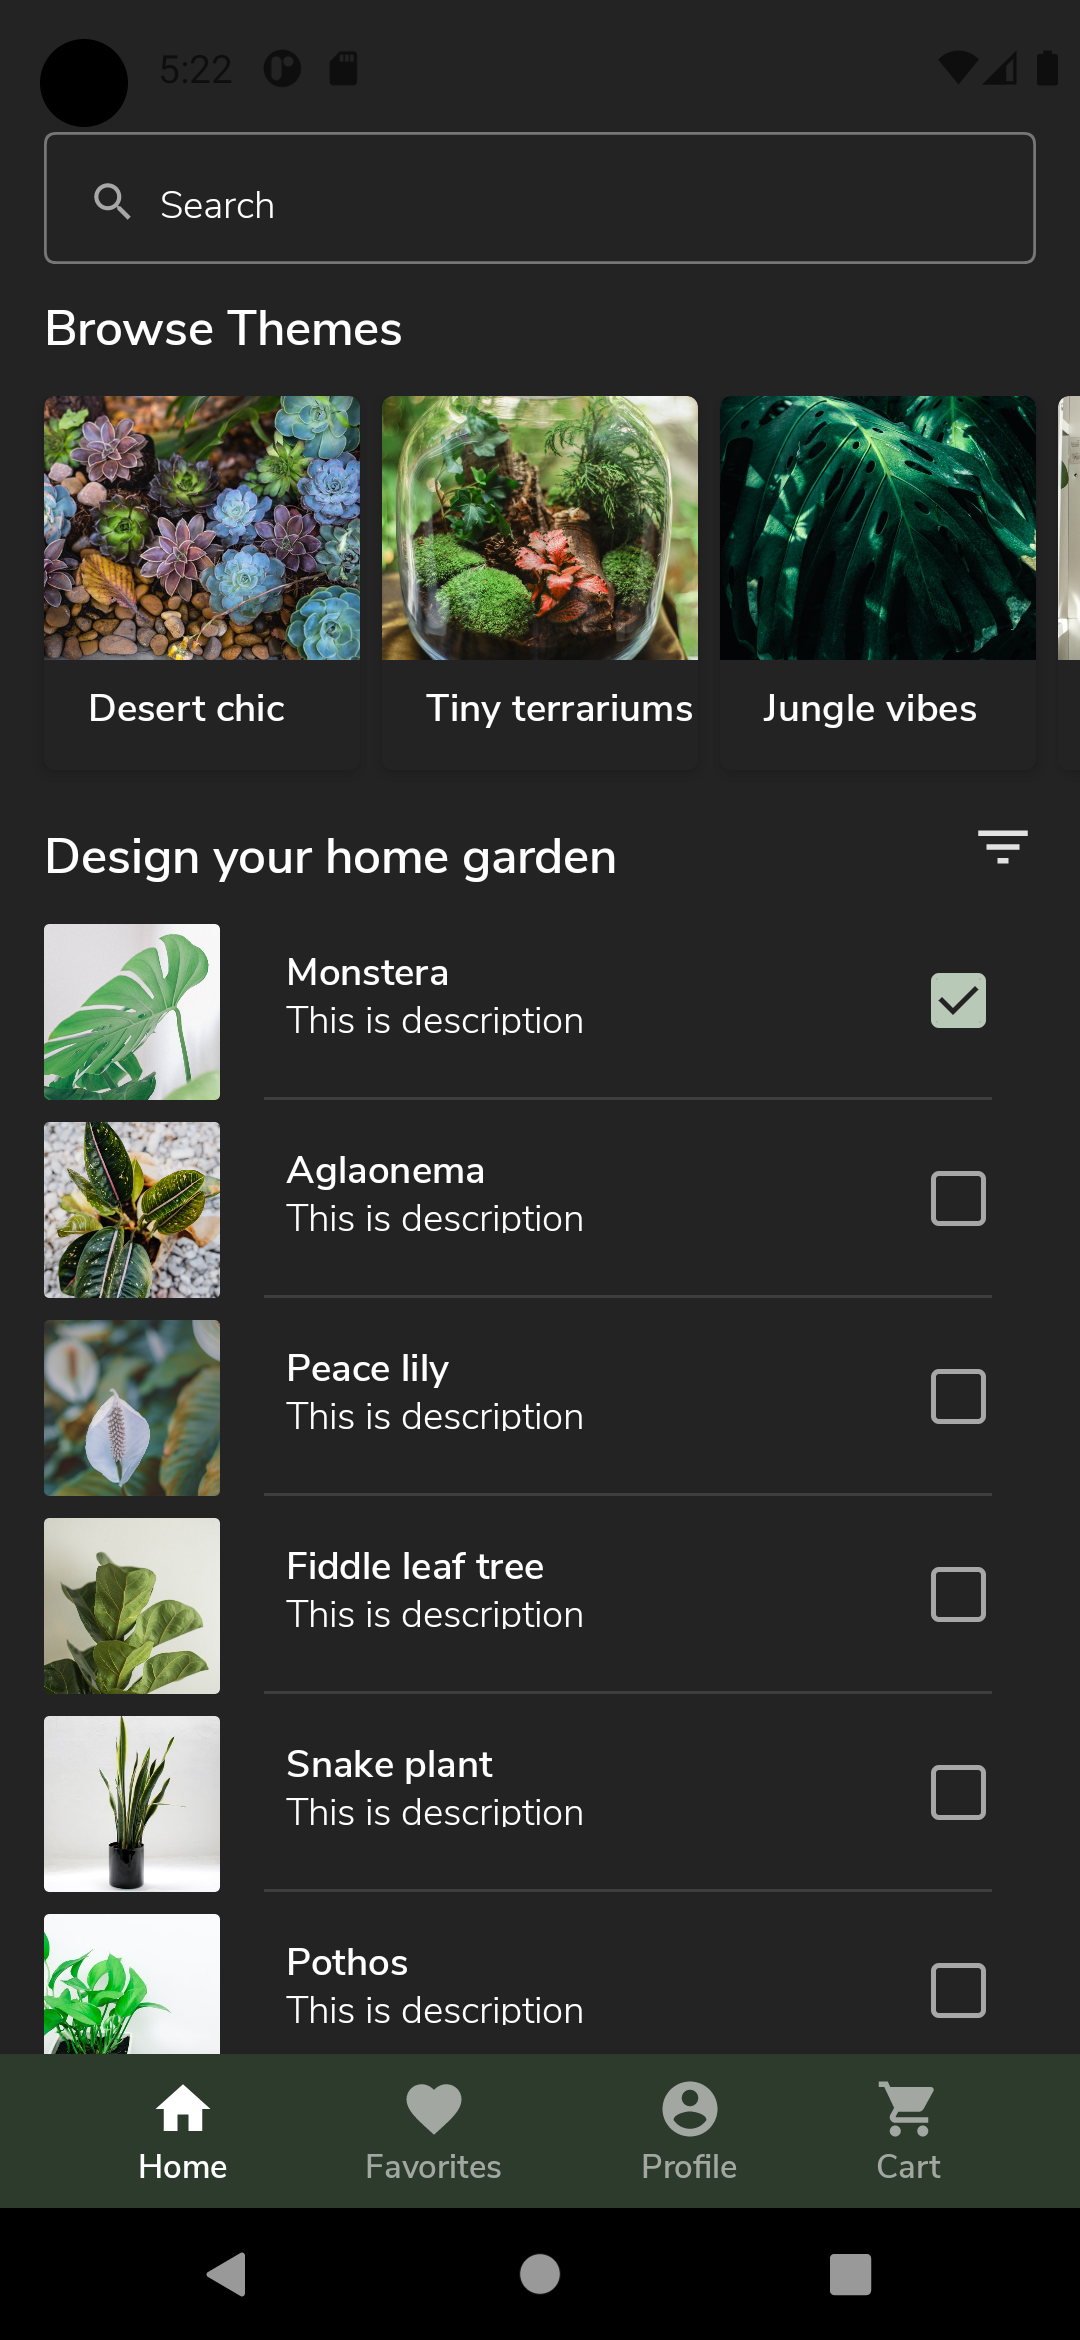 5:22
Search
Browse Themes
Desert chic
Tiny terrariums
Jungle vibes
Design your home garden
Monstera
This is description
Aglaonema
This is description
Peace lily
This is description
Fiddle leaf tree
This is description
Snake plant
This is description
Pothos
This is description
Home
Favorites
Profile
Cart